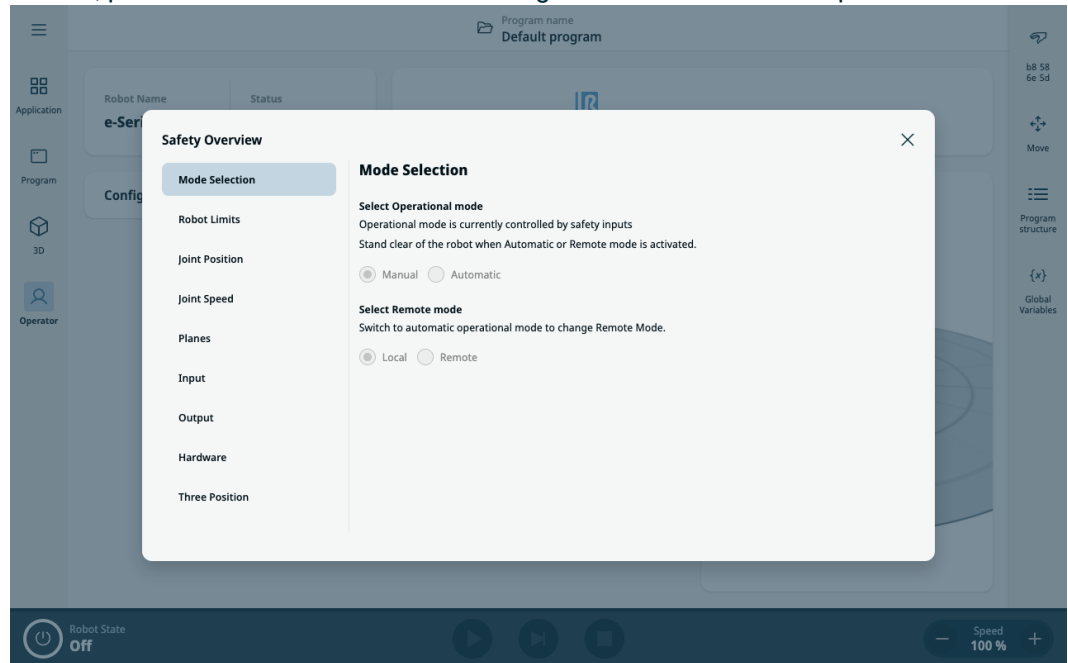 Program name
Default program
b8 58
6e 5d
Application
Robot Name
Status
e-Seri
Move
Safety Overview
Mode Selection
Mode Selection
Program
Config
Select Operational mode
Operational mode is currently controlled by safety inputs
Stand clear of the robot when Automatic or Remote mode is activated.
Robot Limits
Program
structure
3D
Joint Position
Manual
Automatic
{x}
Global
Variables
Joint Speed
Select Remote mode
Switch to automatic operational mode to change Remote Mode.
Operator
Planes
Local
Remote
Input
Output
Hardware
Three Position
Robot State
Off
Speed
100 %